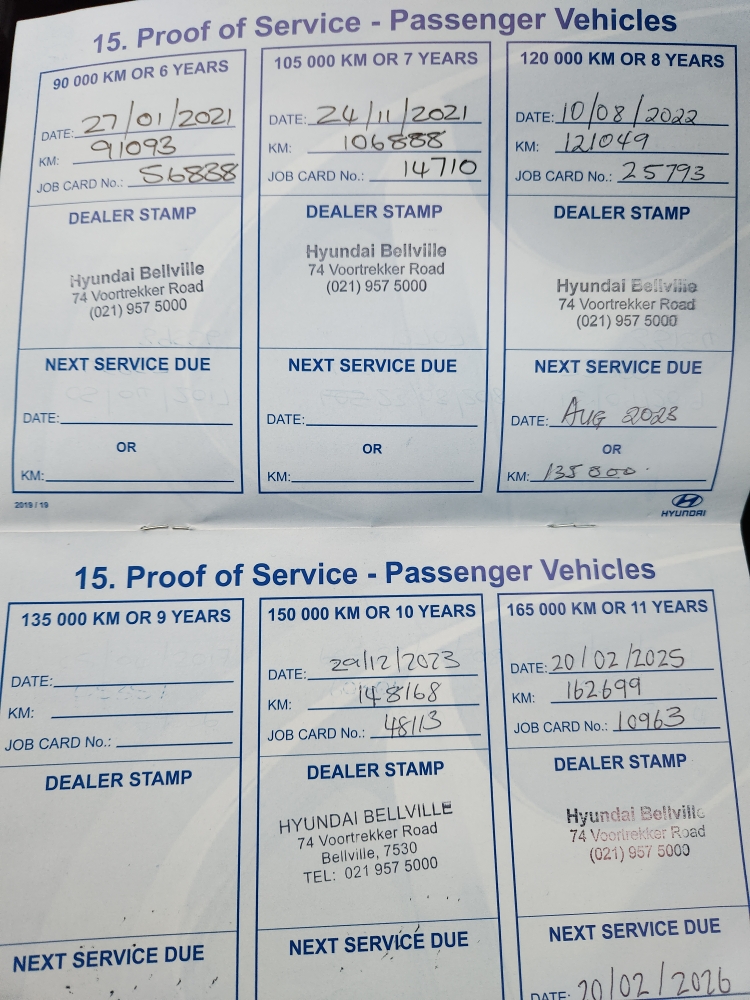 15. Proof of Service - Passenger Vehicles
90 000 KM OR 6 YEARS
DATE: 27/01/2021
KM: 91093
JOB CARD No.: 56838
DEALER STAMP
Hyundai Bellville
74 Voortrekker Road
(021) 957 5000
NEXT SERVICE DUE
DATE:
OR
KM:
2019 / 19
105 000 KM OR 7 YEARS
DATE: 24/11/2021
KM: 106888
JOB CARD No.: 14710
DEALER STAMP
Hyundai Bellville
74 Voortrekker Road
(021) 957 5000
NEXT SERVICE DUE
DATE:
OR
KM:
120 000 KM OR 8 YEARS
DATE: 10/08/2022
KM: 121049
JOB CARD No.: 25793
DEALER STAMP
Hyundai Bellville
74 Voortrekker Road
(021) 957 5000
NEXT SERVICE DUE
DATE: AUG 2023
OR
KM: 135 800.
HYUNDAI
15. Proof of Service - Passenger Vehicles
135 000 KM OR 9 YEARS
DATE:
KM:
JOB CARD No.:
DEALER STAMP
NEXT SERVICE DUE
150 000 KM OR 10 YEARS
DATE: 29/12/2023
KM: 148168
JOB CARD No.: 48113
DEALER STAMP
HYUNDAI BELLVILLE
74 Voortrekker Road
Bellville, 7530
TEL: 021 957 5000
NEXT SERVICE DUE
165 000 KM OR 11 YEARS
DATE: 20/02/2025
KM: 162699
JOB CARD No.: 10963
DEALER STAMP
Hyundai Bellville
74 Voortrekker Road
(021) 957 5000
NEXT SERVICE DUE
DATE: 20/02/2026